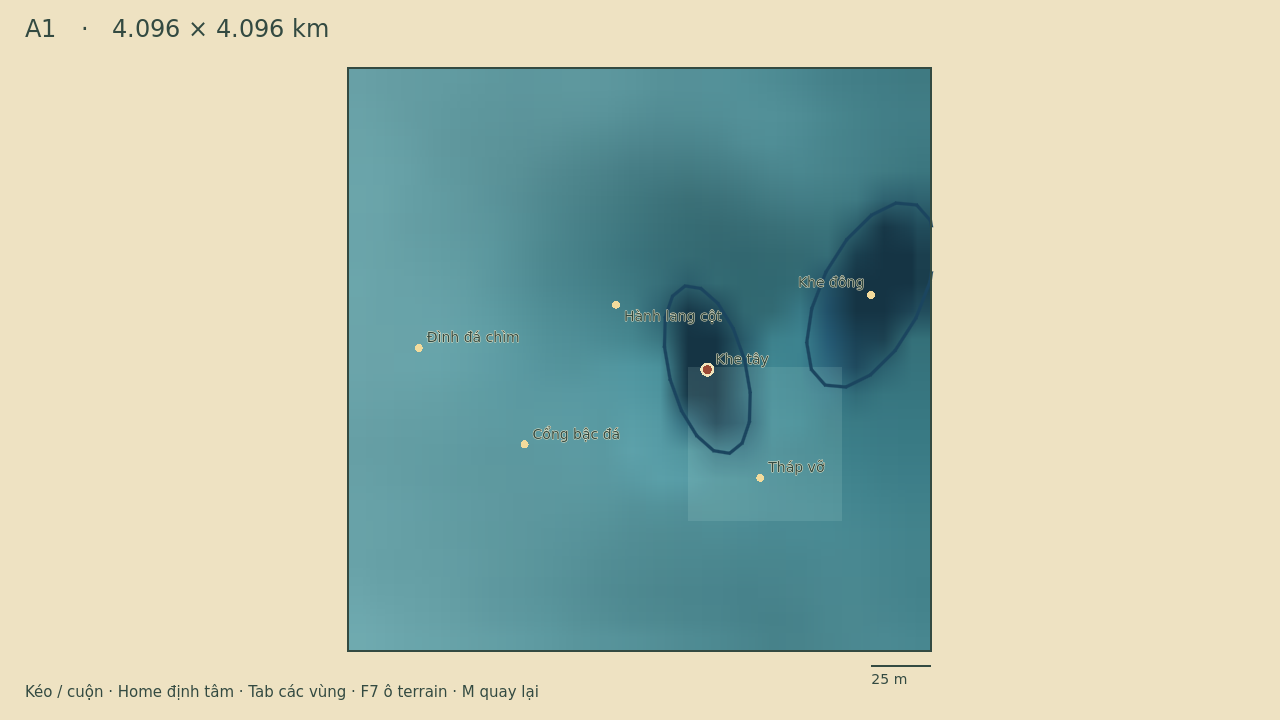 A1 · 4.096 × 4.096 km
Khe đông
Hành lang cột
Đỉnh đá chìm
Khe tây
Cổng bậc đá
Tháp vỡ
25 m
Kéo / cuộn · Home định tâm · Tab các vùng · F7 ô terrain · M quay lại